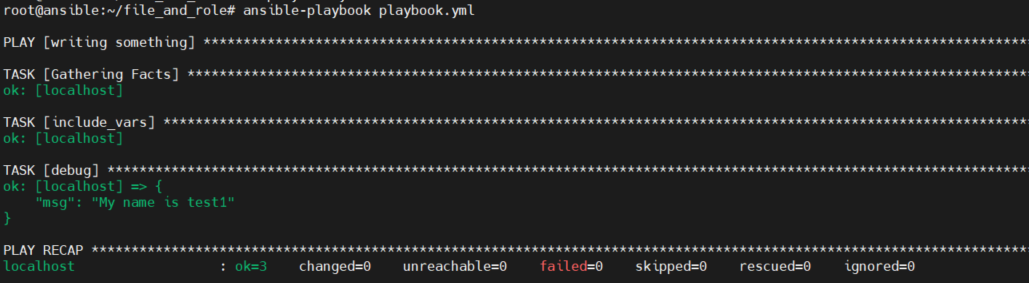 root@ansible:~/file_and_role# ansible-playbook playbook.yml
PLAY [writing something] ********************************************************************************************************
TASK [Gathering Facts] **********************************************************************************************************
ok: [localhost]
TASK [include_vars] *************************************************************************************************************
ok: [localhost]
TASK [debug] ********************************************************************************************************************
ok: [localhost] => {
    "msg": "My name is test1"
}
PLAY RECAP **********************************************************************************************************************
localhost                  : ok=3    changed=0    unreachable=0    failed=0    skipped=0    rescued=0    ignored=0